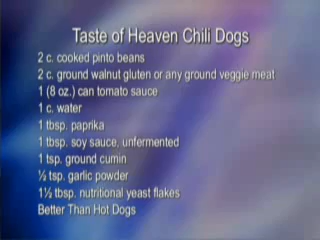 Taste of Heaven Chili Dogs
2 c. cooked pinto beans
2 c. ground walnut gluten or any ground veggie meat
1 (8 oz.) can tomato sauce
1 c. water
1 tbsp. paprika
1 tbsp. soy sauce, unfermented
1 tsp. ground cumin
½ tsp. garlic powder
1½ tbsp. nutritional yeast flakes
Better Than Hot Dogs